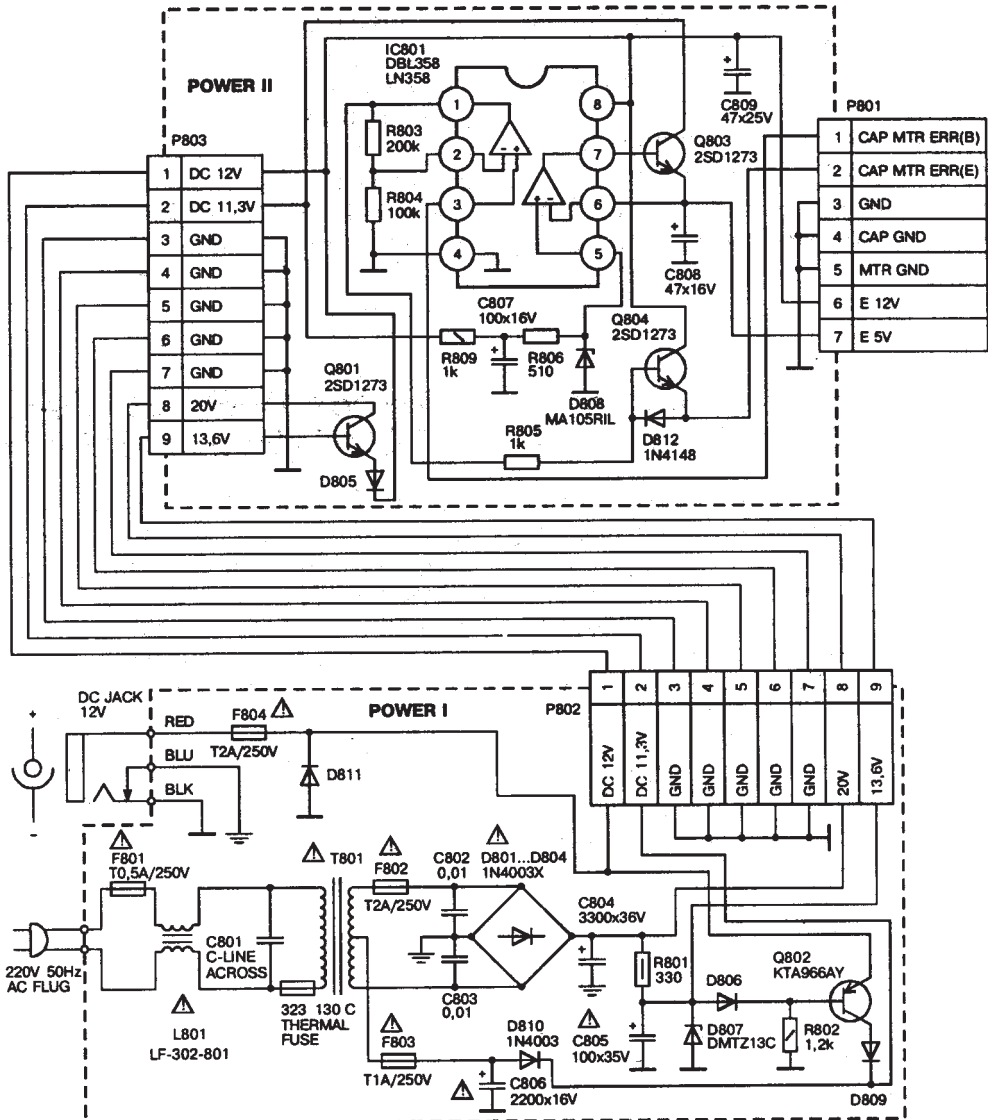 POWER II
IC801
DBL358
LN358
C809
47x25V
R803
200k
R804
100k
1
2
3
4
8
7
6
5
Q803
2SD1273
C808
47x16V
P803
1 DC 12V
2 DC 11,3V
3 GND
4 GND
5 GND
6 GND
7 GND
8 20V
9 13,6V
P801
1 CAP MTR ERR(B)
2 CAP MTR ERR(E)
3 GND
4 CAP GND
5 MTR GND
6 E 12V
7 E 5V
C807
100x16V
R809
1k
R806
510
Q804
2SD1273
D808
MA105RIL
D812
1N4148
R805
1k
Q801
2SD1273
D805
DC JACK
12V
RED
BLU
BLK
F804
T2A/250V
POWER I
D811
P802
1 2 3 4 5 6 7 8 9
DC 12V
DC 11,3V
GND
GND
GND
GND
GND
20V
13,6V
F801
T0,5A/250V
220V 50Hz
AC FLUG
L801
LF-302-801
C801
C-LINE
ACROSS
323 130 C
THERMAL
FUSE
T801
F802
T2A/250V
C802
0,01
C803
0,01
D801...D804
1N4003X
C804
3300x36V
F803
T1A/250V
D810
1N4003
C806
2200x16V
C805
100x35V
R801
330
D806
D807
DMTZ13C
R802
1,2k
Q802
KTA966AY
D809